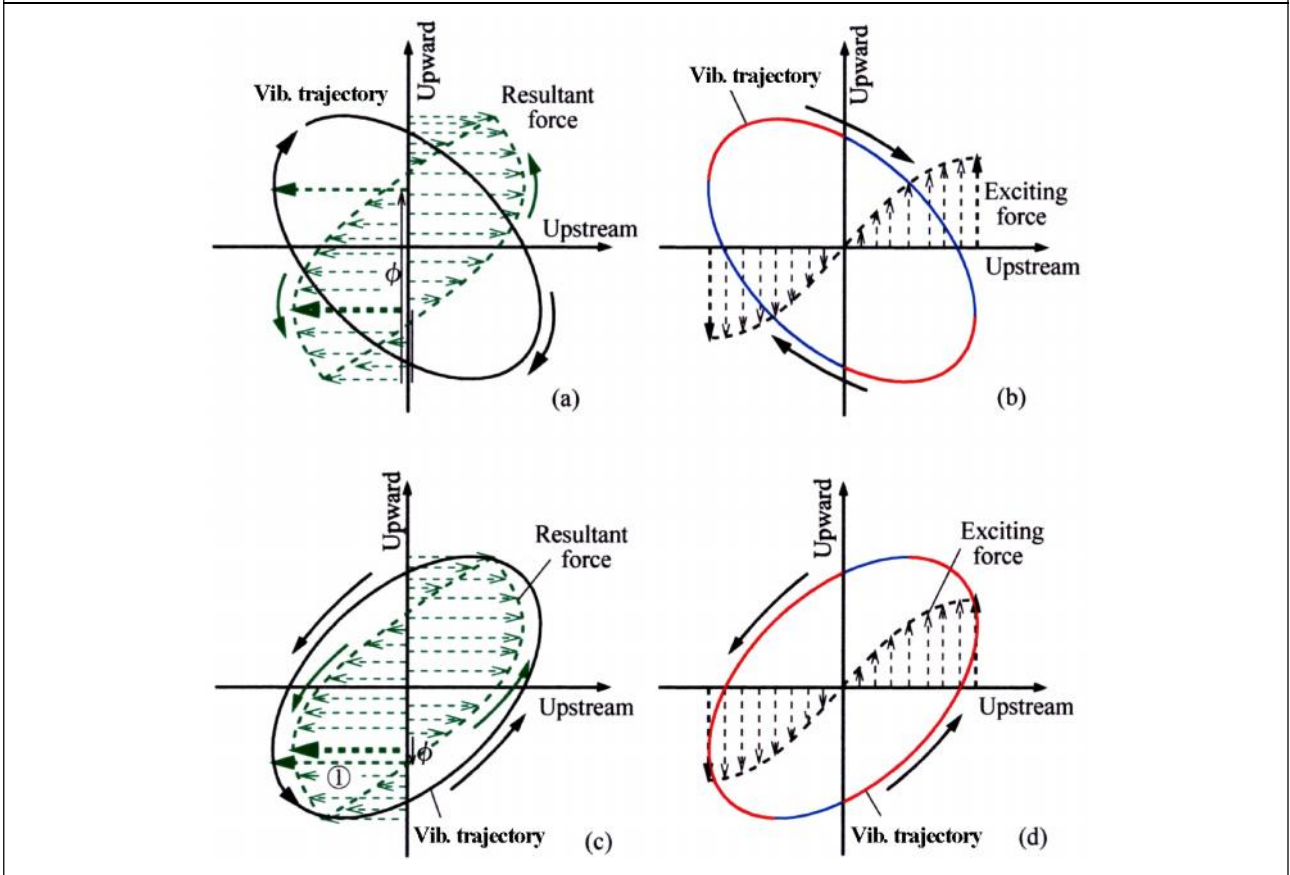 Upward
Vib. trajectory
Resultant
force
Upstream
ϕ
(a)
Upward
Vib. trajectory
Exciting
force
Upstream
(b)
Upward
Resultant
force
Upstream
ϕ
①
Vib. trajectory
(c)
Upward
Exciting
force
Upstream
Vib. trajectory
(d)